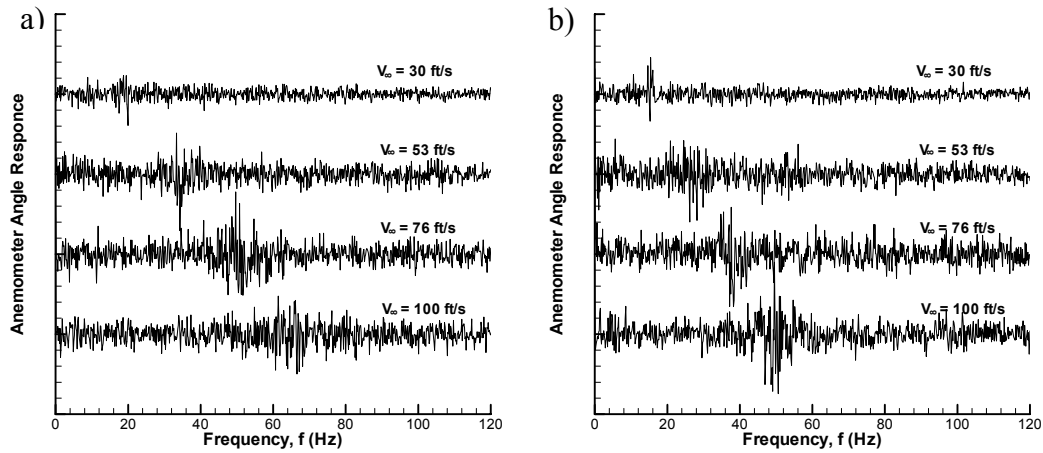 a)
Anemometer Angle Responce
V∞ = 30 ft/s
V∞ = 53 ft/s
V∞ = 76 ft/s
V∞ = 100 ft/s
0 20 40 60 80 100 120
Frequency, f (Hz)
b)
Anemometer Angle Responce
V∞ = 30 ft/s
V∞ = 53 ft/s
V∞ = 76 ft/s
V∞ = 100 ft/s
0 20 40 60 80 100 120
Frequency, f (Hz)